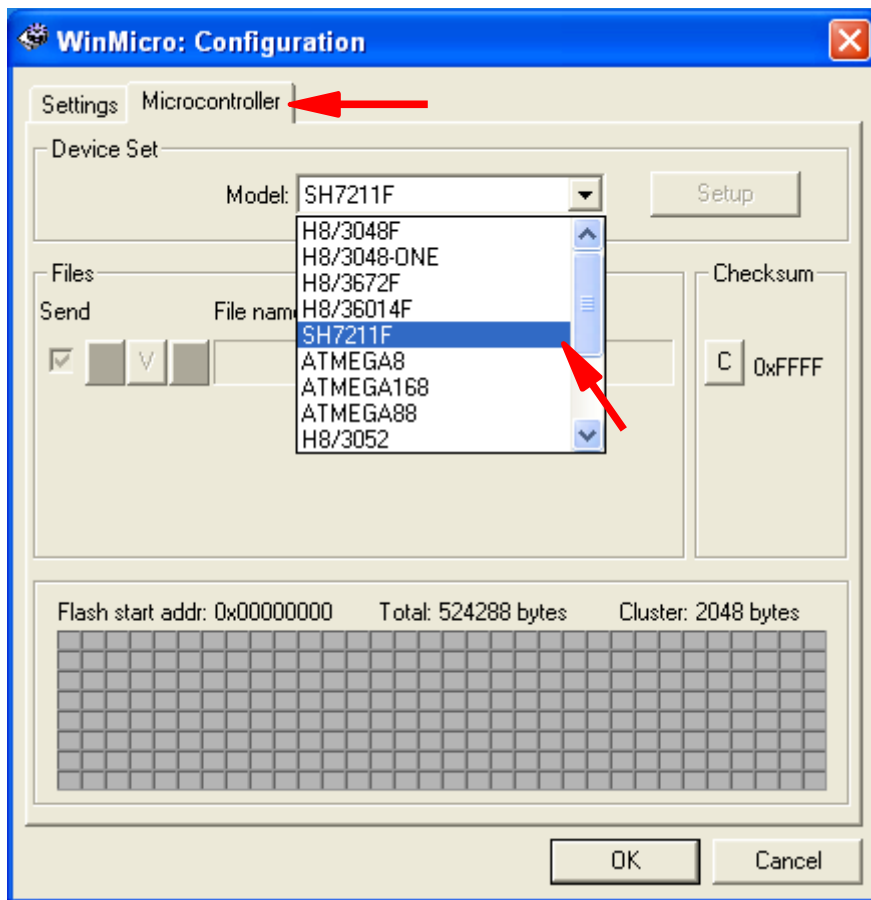 WinMicro: Configuration
Settings Microcontroller
Device Set
Model: SH7211F Setup
H8/3048F
H8/3048-ONE
H8/3672F
H8/36014F
SH7211F
ATMEGA8
ATMEGA168
ATMEGA88
H8/3052
Files
Send File nam
V
Checksum
C 0xFFFF
Flash start addr: 0x00000000 Total: 524288 bytes Cluster: 2048 bytes
OK Cancel